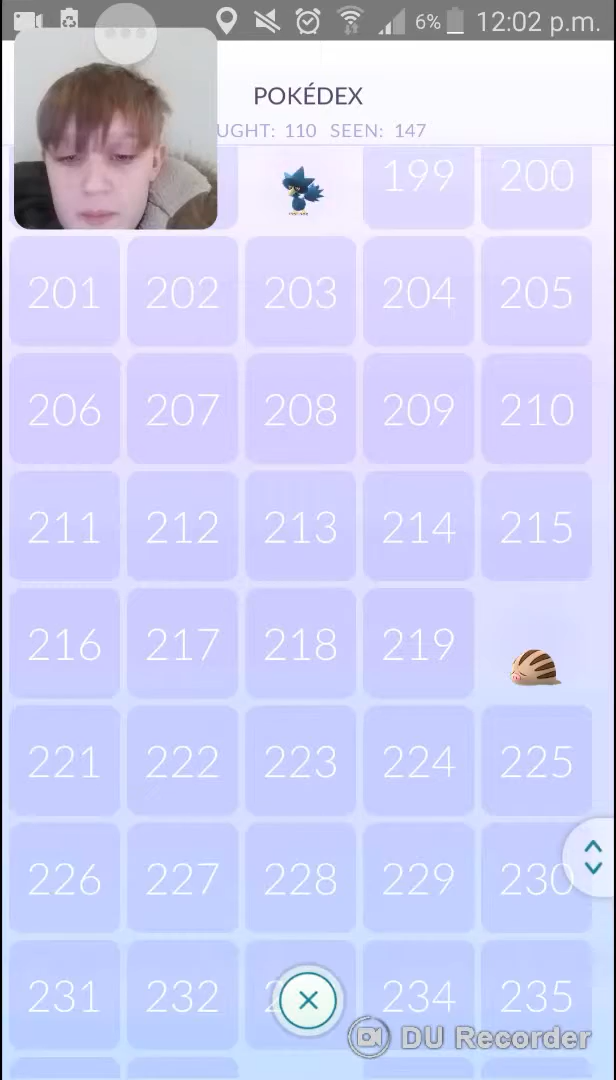 6% 12:02 p.m.
POKÉDEX
UGHT: 110 SEEN: 147
199 200
201 202 203 204 205
206 207 208 209 210
211 212 213 214 215
216 217 218 219
221 222 223 224 225
226 227 228 229 230
231 232 2 234 235
DU Recorder